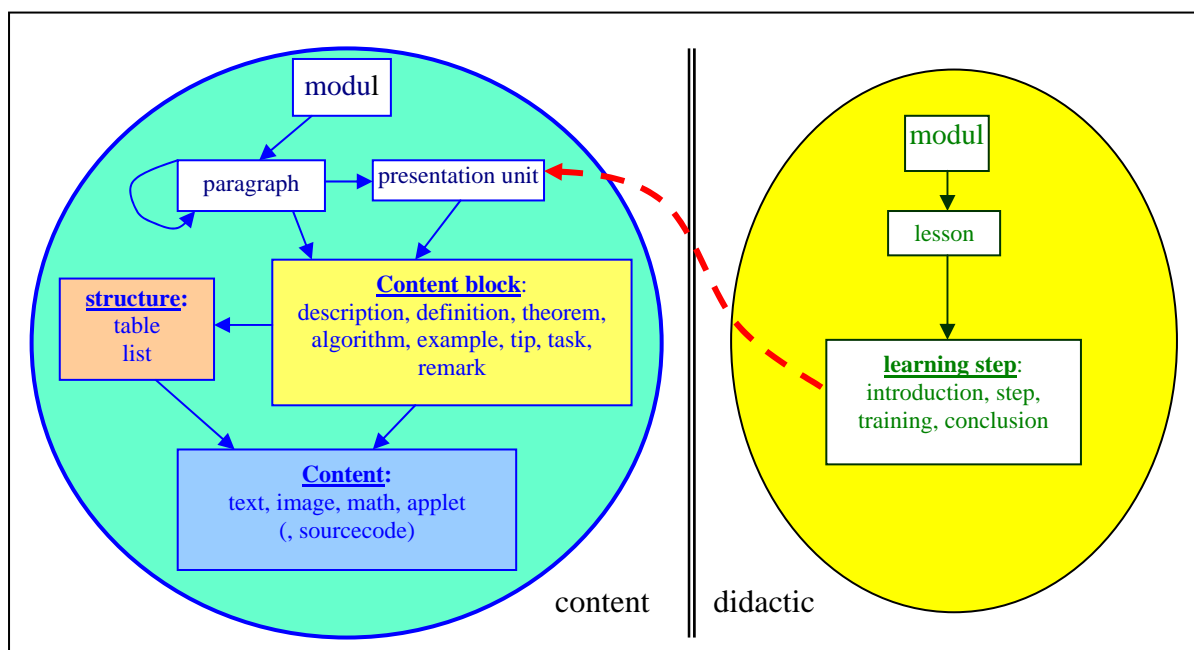 modul
paragraph
presentation unit
Content block:
description, definition, theorem,
algorithm, example, tip, task,
remark
structure:
table
list
Content:
text, image, math, applet
(, sourcecode)
content
didactic
modul
lesson
learning step:
introduction, step,
training, conclusion